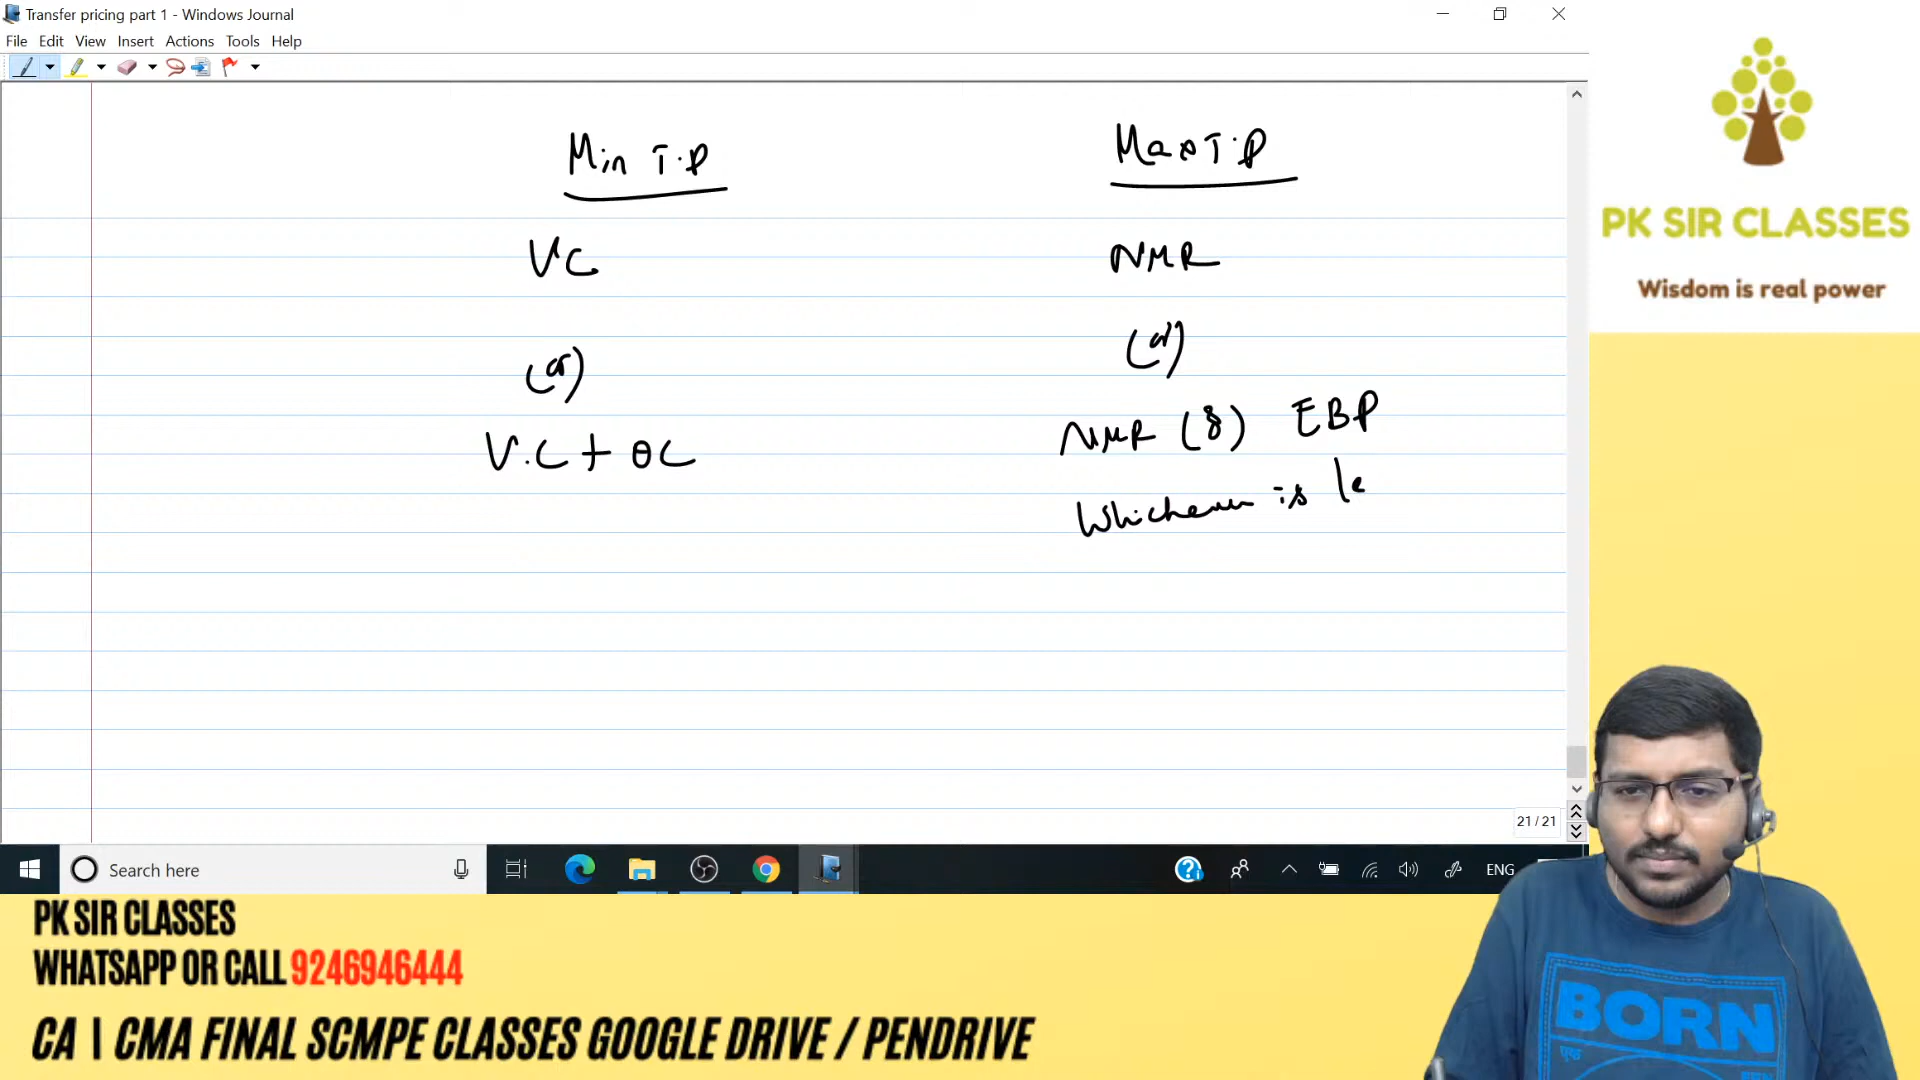 Transfer pricing part 1 - Windows Journal
File Edit View Insert Actions Tools Help
Min T.P
Max T.P
VC
NMR
(or)
(or)
NMR (or) EBP
V.C + OC
Whichever is le
21 / 21
Search here
ENG
PK SIR CLASSES
Wisdom is real power
PK SIR CLASSES
WHATSAPP OR CALL 9246946444
CA \ CMA FINAL SCMPE CLASSES GOOGLE DRIVE / PENDRIVE
BORN